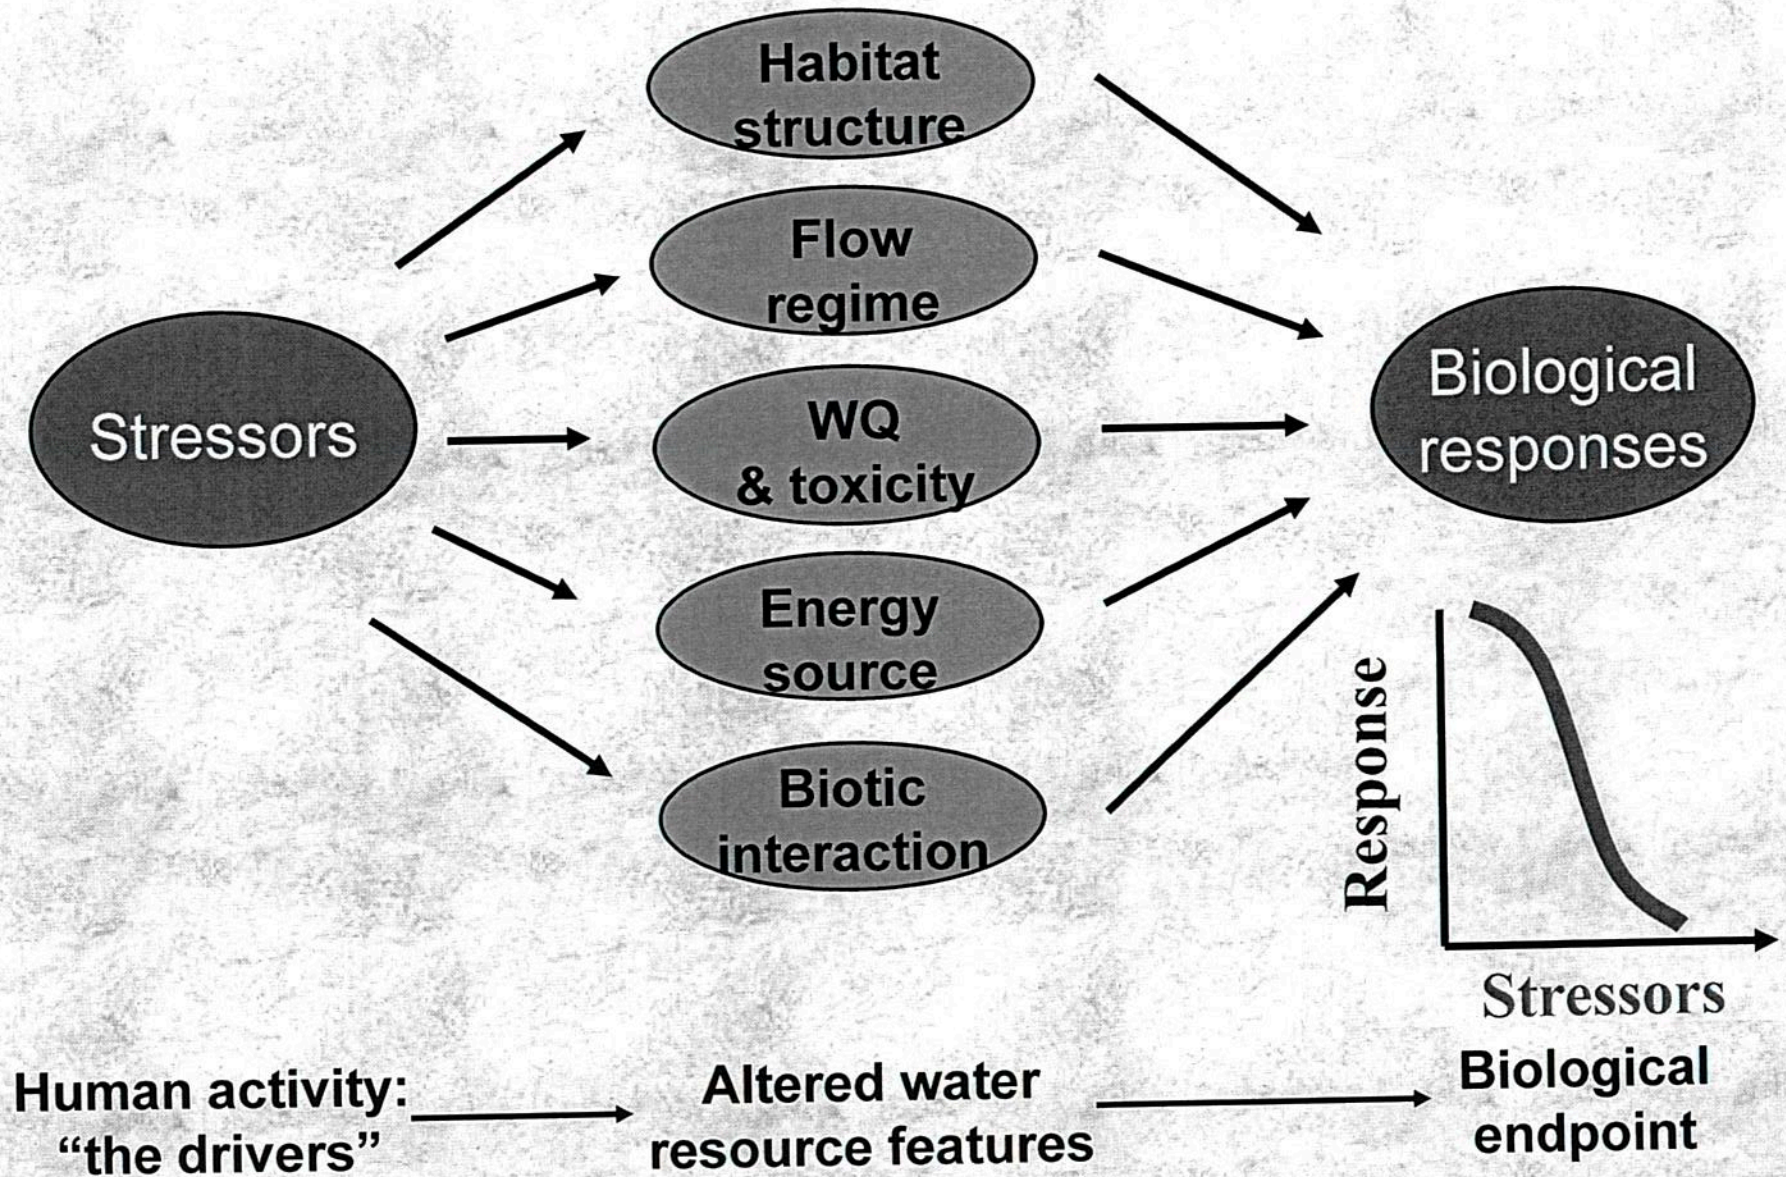 Habitat
structure
Flow
regime
Stressors
WQ
& toxicity
Energy
source
Biotic
interaction
Biological
responses
Response
Stressors
Human activity:
“the drivers”
Altered water
resource features
Biological
endpoint